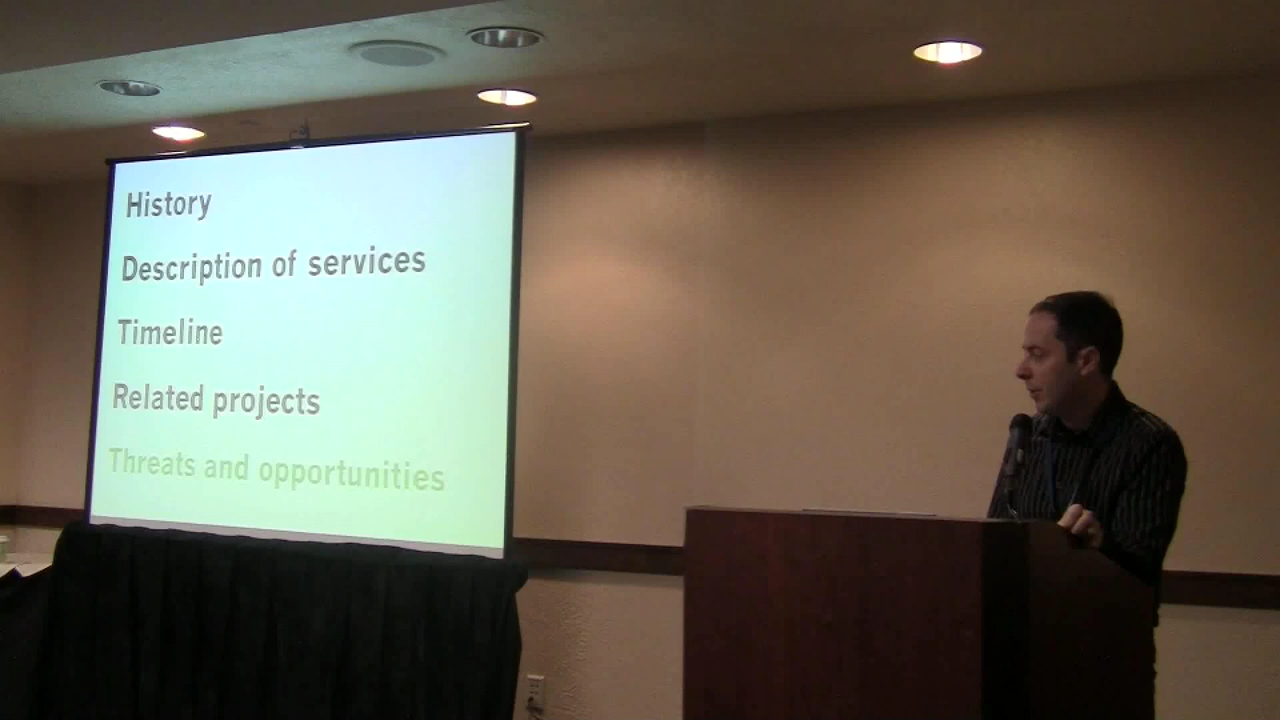 History
Description of services
Timeline
Related projects
Threats and opportunities